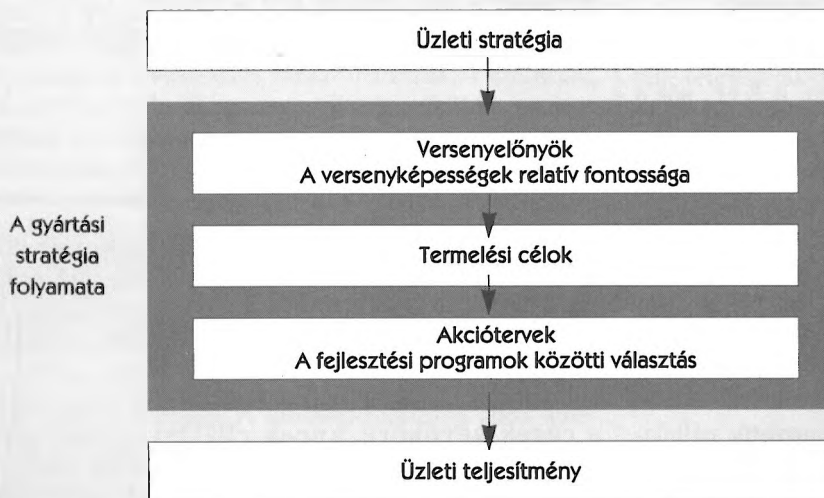 Üzleti stratégia
Versenyelőnyök
A versenyképességek relatív fontossága
A gyártási
stratégia
folyamata
Termelési célok
Akciótervek
A fejlesztési programok közötti választás
Üzleti teljesítmény